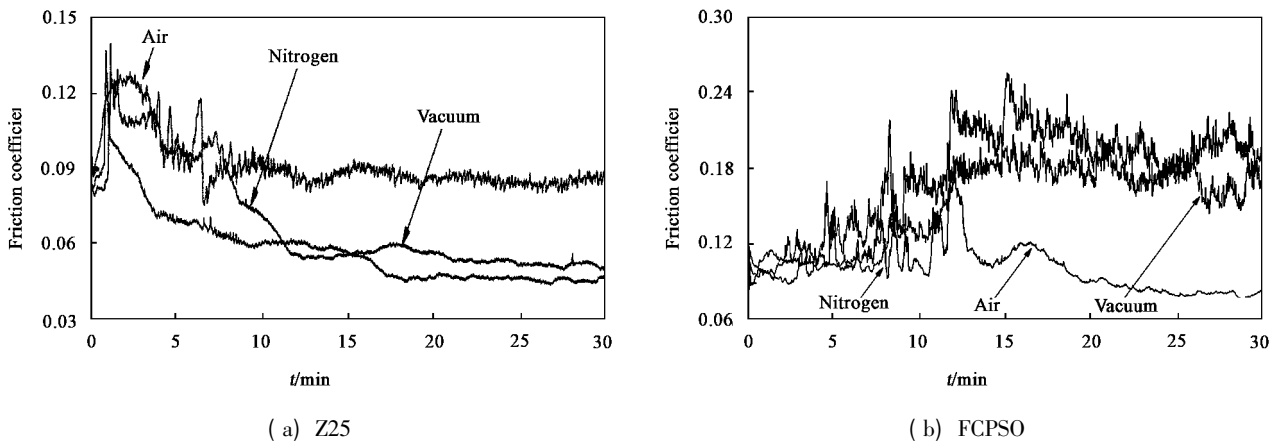 0.15
0.12
0.09
0.06
0.03
Friction coefficier
Air
Nitrogen
Vacuum
0 5 10 15 20 25 30
t/min
( a) Z25
0.30
0.24
0.18
0.12
0.06
Friction coefficier
Nitrogen
Air
Vacuum
0 5 10 15 20 25 30
t/min
( b) FCPSO